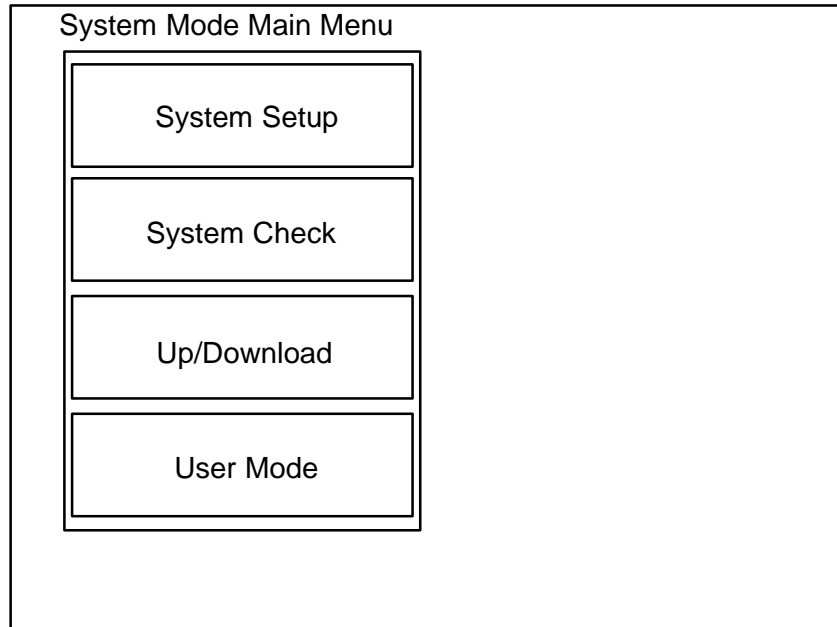 System Mode Main Menu
System Setup
System Check
Up/Download
User Mode